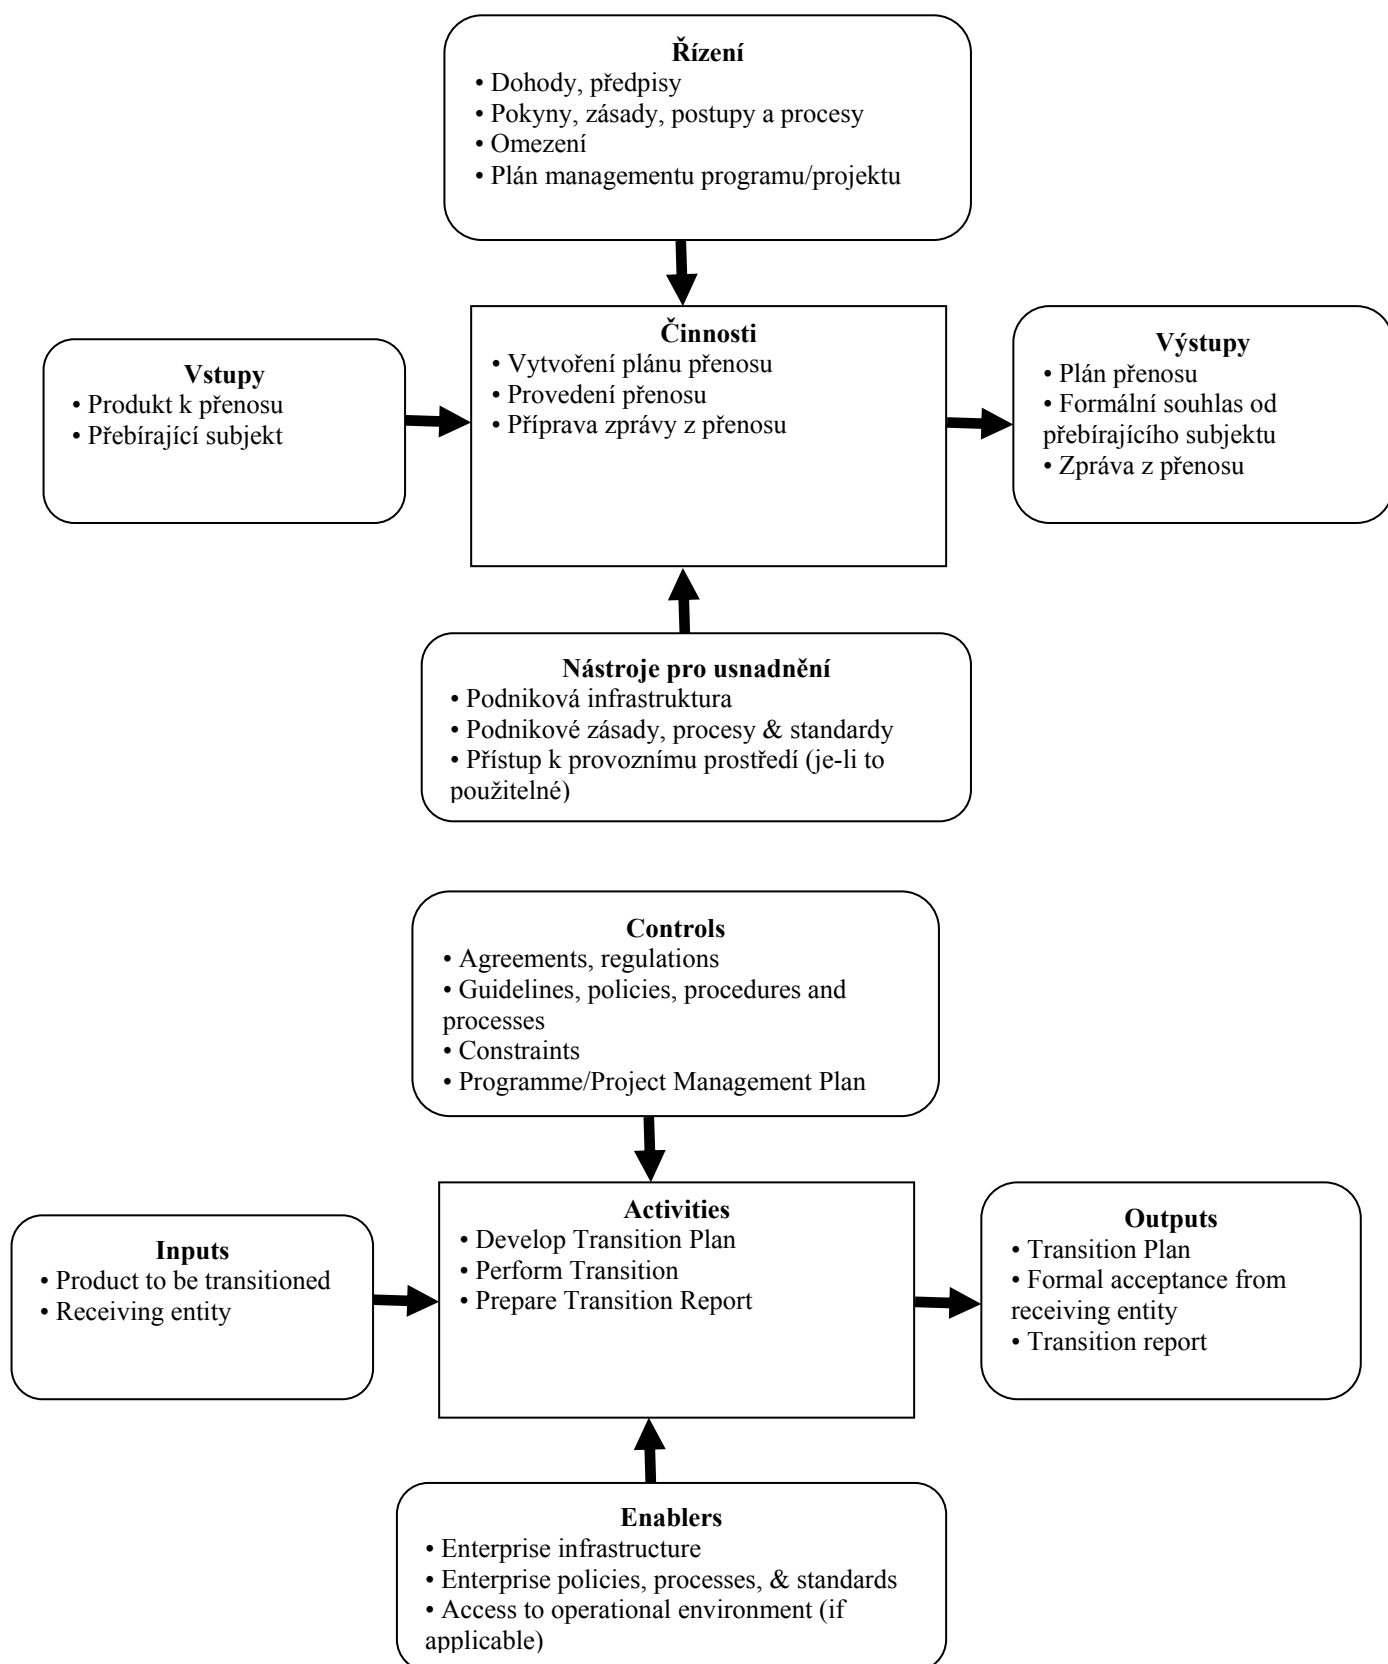 Řízení
• Dohody, předpisy
• Pokyny, zásady, postupy a procesy
• Omezení
• Plán managementu programu/projektu
Vstupy
• Produkt k přenosu
• Přebírající subjekt
Činnosti
• Vytvoření plánu přenosu
• Provedení přenosu
• Příprava zprávy z přenosu
Výstupy
• Plán přenosu
• Formální souhlas od
přebírajícího subjektu
• Zpráva z přenosu
Nástroje pro usnadnění
• Podniková infrastruktura
• Podnikové zásady, procesy & standardy
• Přístup k provoznímu prostředí (je-li to
použitelné)
Controls
• Agreements, regulations
• Guidelines, policies, procedures and
processes
• Constraints
• Programme/Project Management Plan
Inputs
• Product to be transitioned
• Receiving entity
Activities
• Develop Transition Plan
• Perform Transition
• Prepare Transition Report
Outputs
• Transition Plan
• Formal acceptance from
receiving entity
• Transition report
Enablers
• Enterprise infrastructure
• Enterprise policies, processes, & standards
• Access to operational environment (if
applicable)